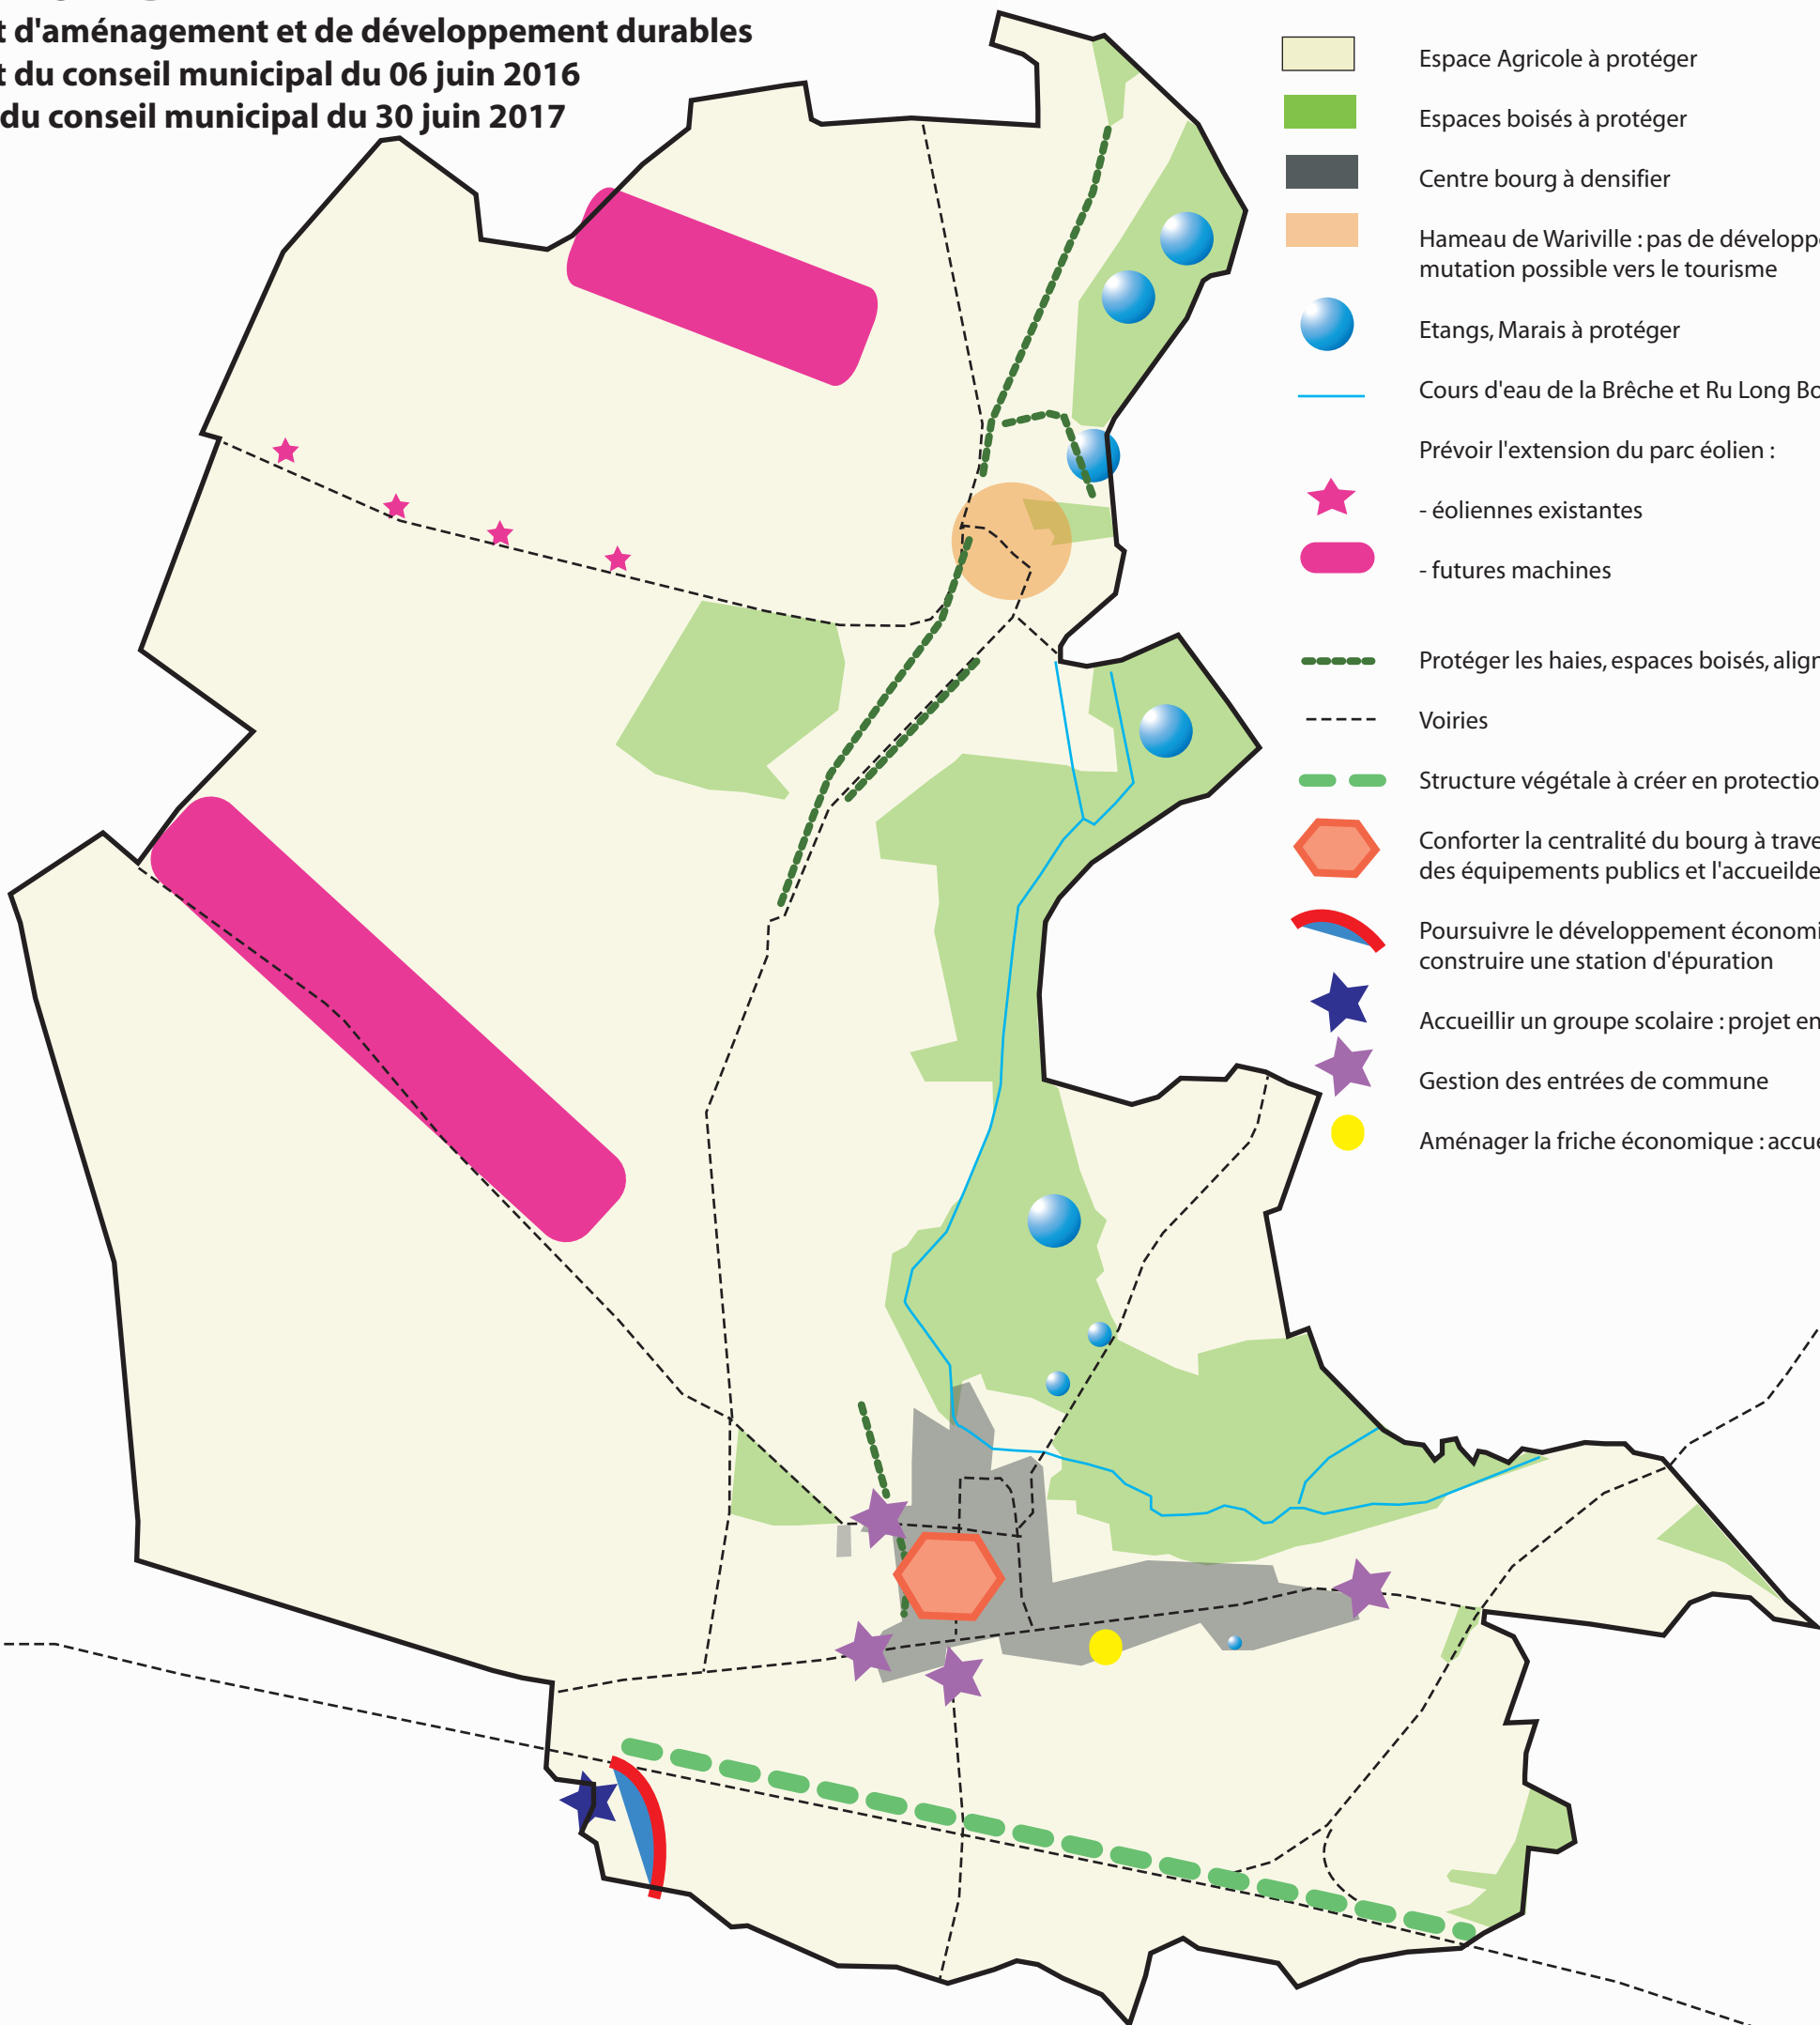 t d'aménagement et de développement durables
t du conseil municipal du 06 juin 2016
du conseil municipal du 30 juin 2017
Espace Agricole à protéger
Espaces boisés à protéger
Centre bourg à densifier
Hameau de Wariville : pas de développe
mutation possible vers le tourisme
Etangs, Marais à protéger
Cours d'eau de la Brêche et Ru Long Bo
Prévoir l'extension du parc éolien :
- éoliennes existantes
- futures machines
Protéger les haies, espaces boisés, align
Voiries
Structure végétale à créer en protectio
Conforter la centralité du bourg à trave
des équipements publics et l'accueilde
Poursuivre le développement économi
construire une station d'épuration
Accueillir un groupe scolaire : projet en
Gestion des entrées de commune
Aménager la friche économique : accue